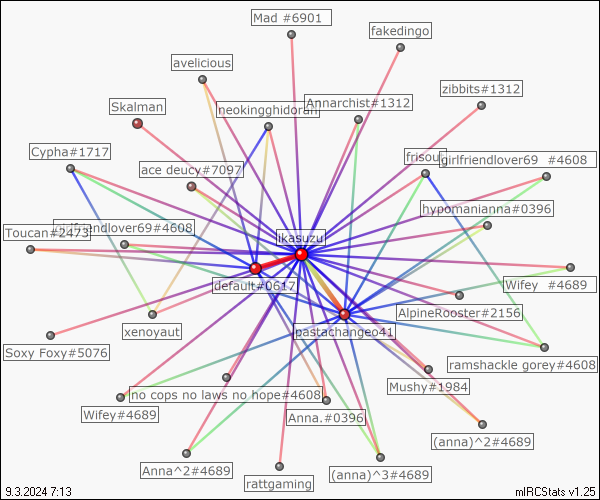 Mad #6901
fakedingo
avelicious
zibbits#1312
Skalman
neokingghidorah
Annarchist#1312
Cypha#1717
ace deucy#7097
frisou
girlfriendlover69 #4608
hypomanianna#0396
Toucan#2473
girlfriendlover69#4608
ikasuzu
default#0617
Wifey #4689
AlpineRooster#2156
xenoyaut
pastachange041
Soxy Foxy#5076
ramshackle gorey#4608
Mushy#1984
no cops no laws no hope#4608
Wifey#4689
Anna.#0396
(anna)^2#4689
Anna^2#4689
(anna)^3#4689
rattgaming
9.3.2024 7:13
mIRCStats v1.25